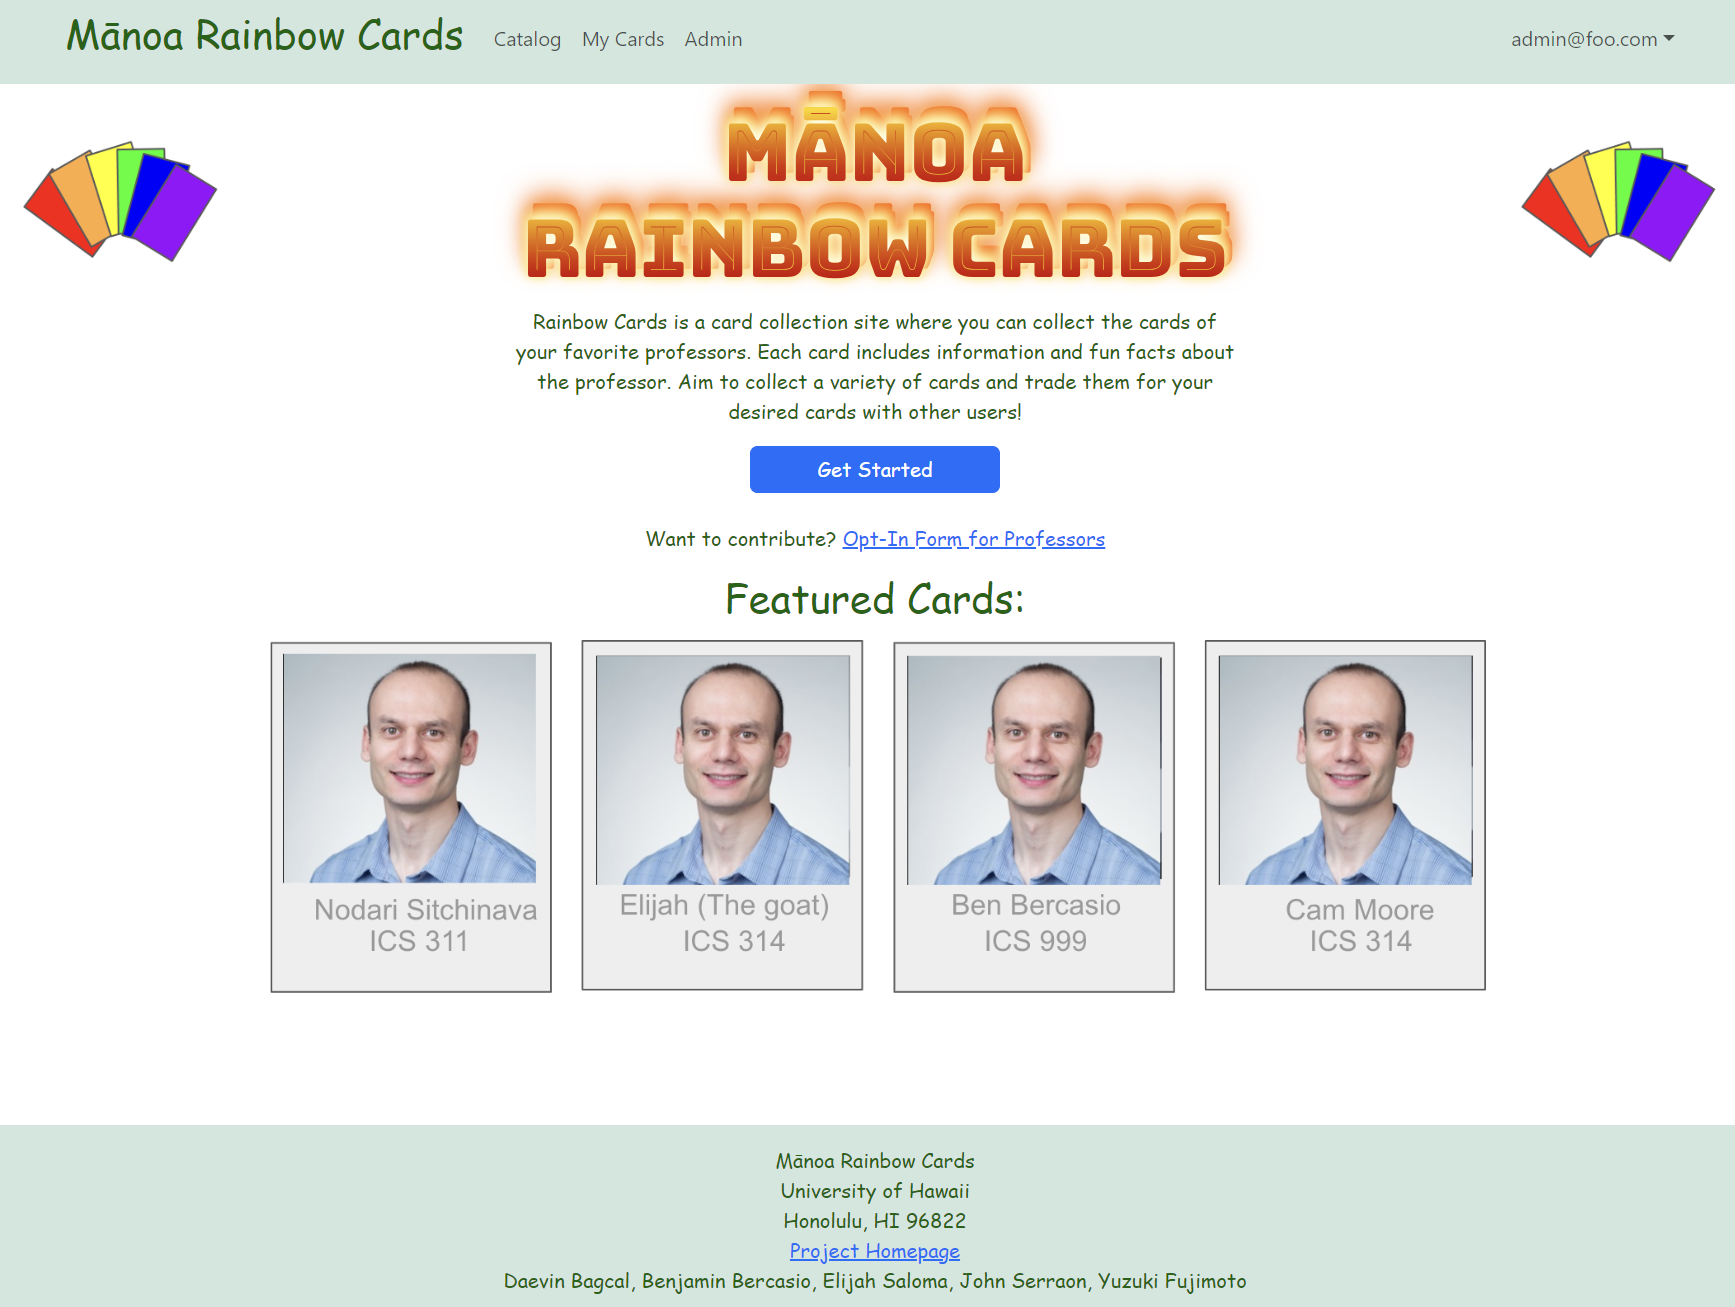 Mānoa Rainbow Cards Catalog My Cards Admin admin@foo.com
MĀNOA
RAINBOW CARDS
Rainbow Cards is a card collection site where you can collect the cards of
your favorite professors. Each card includes information and fun facts about
the professor. Aim to collect a variety of cards and trade them for your
desired cards with other users!
Get Started
Want to contribute? Opt-In Form for Professors
Featured Cards:
Nodari Sitchinava
ICS 311
Elijah (The goat)
ICS 314
Ben Bercasio
ICS 999
Cam Moore
ICS 314
Mānoa Rainbow Cards
University of Hawaii
Honolulu, HI 96822
Project Homepage
Daevin Bagcal, Benjamin Bercasio, Elijah Saloma, John Serraon, Yuzuki Fujimoto